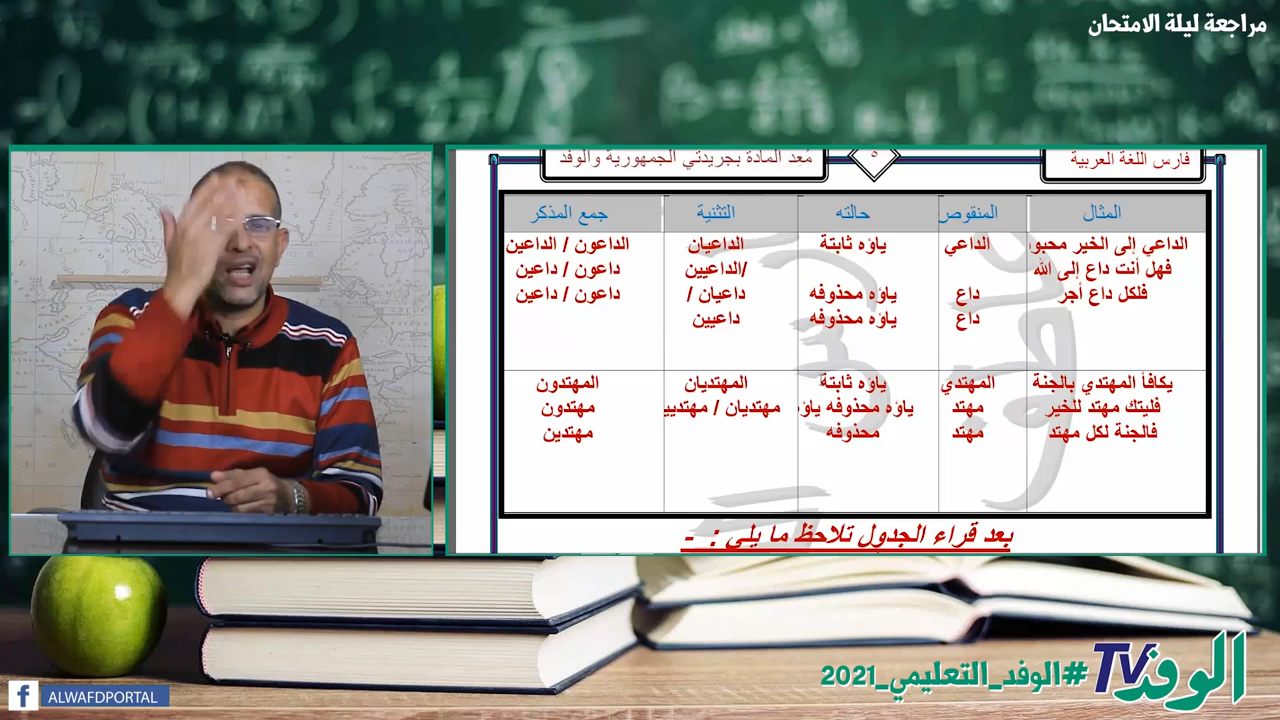 مراجعة ليلة الامتحان
فارس اللغة العربية
٥
مُعِد المادة بجريدتي الجمهورية والوفد
المثال المنقوص حالته التثنية جمع المذكر
الداعي إلى الخير محبو الداعي ياؤه ثابتة الداعيان الداعون / الداعين
فهل أنت داع إلى الله /الداعيين داعون / داعين
فلكل داع أجر داع ياؤه محذوفه داعيان / داعون / داعين
داع ياؤه محذوفه داعيين
يكافأ المهتدي بالجنة المهتدي ياؤه ثابتة المهتديان المهتدون
فليتك مهتد للخير مهتد ياؤه محذوفه ياؤ مهتديان / مهتديي مهتدون
فالجنة لكل مهتد مهتد محذوفه مهتدين
بعد قراء الجدول تلاحظ ما يلي : -
الوفد TV
#الوفد_التعليمي_2021
f ALWAFDPORTAL